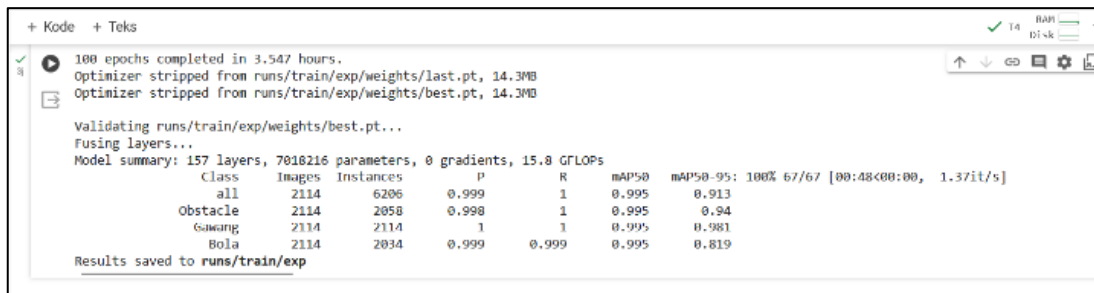 + Kode + Teks
T4 RAM
Disk
100 epochs completed in 3.547 hours.
Optimizer stripped from runs/train/exp/weights/last.pt, 14.3MB
Optimizer stripped from runs/train/exp/weights/best.pt, 14.3MB
Validating runs/train/exp/weights/best.pt...
Fusing layers...
Model summary: 157 layers, 7018216 parameters, 0 gradients, 15.8 GFLOPs
Class Images Instances P R mAP50 mAP50-95: 100% 67/67 [00:48<00:00, 1.37it/s]
all 2114 6206 0.999 1 0.995 0.913
Obstacle 2114 2058 0.998 1 0.995 0.94
Gawang 2114 2114 1 1 0.995 0.981
Bola 2114 2034 0.999 0.999 0.995 0.819
Results saved to runs/train/exp